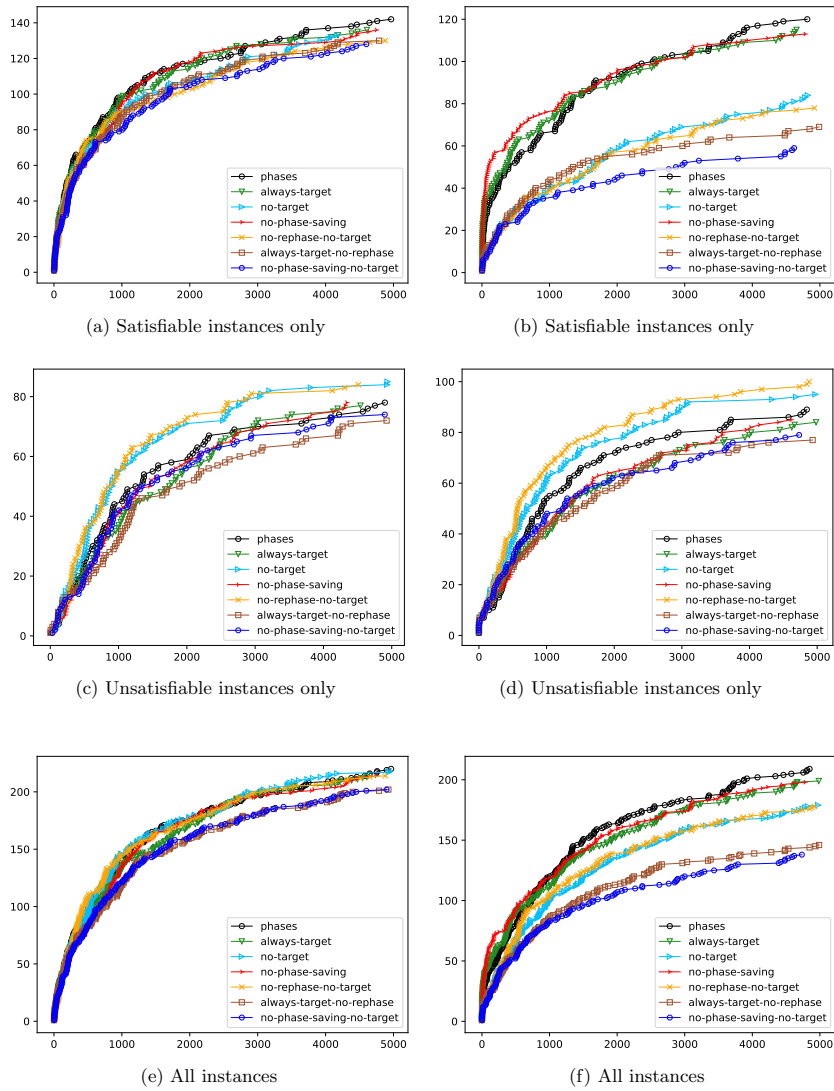 140
120
100
80
60
40
20
0
0 1000 2000 3000 4000 5000
phases
always-target
no-target
no-phase-saving
no-rephase-no-target
always-target-no-rephase
no-phase-saving-no-target
(a) Satisfiable instances only
120
100
80
60
40
20
0
0 1000 2000 3000 4000 5000
phases
always-target
no-target
no-phase-saving
no-rephase-no-target
always-target-no-rephase
no-phase-saving-no-target
(b) Satisfiable instances only
80
60
40
20
0
0 1000 2000 3000 4000 5000
phases
always-target
no-target
no-phase-saving
no-rephase-no-target
always-target-no-rephase
no-phase-saving-no-target
(c) Unsatisfiable instances only
100
80
60
40
20
0
0 1000 2000 3000 4000 5000
phases
always-target
no-target
no-phase-saving
no-rephase-no-target
always-target-no-rephase
no-phase-saving-no-target
(d) Unsatisfiable instances only
200
150
100
50
0
0 1000 2000 3000 4000 5000
phases
always-target
no-target
no-phase-saving
no-rephase-no-target
always-target-no-rephase
no-phase-saving-no-target
(e) All instances
200
150
100
50
0
0 1000 2000 3000 4000 5000
phases
always-target
no-target
no-phase-saving
no-rephase-no-target
always-target-no-rephase
no-phase-saving-no-target
(f) All instances